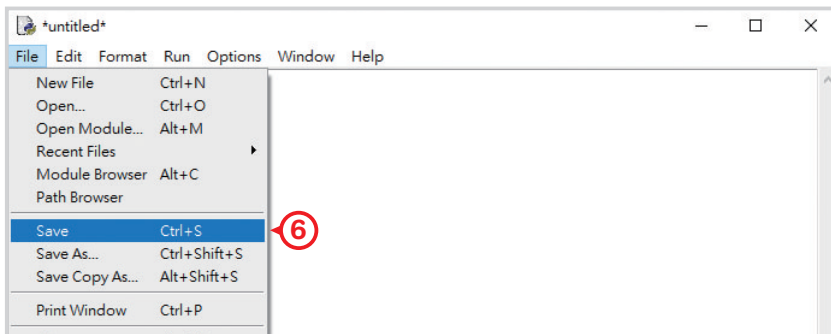 *untitled*
File Edit Format Run Options Window Help
New File Ctrl+N
Open... Ctrl+O
Open Module... Alt+M
Recent Files
Module Browser Alt+C
Path Browser
Save Ctrl+S
6
Save As... Ctrl+Shift+S
Save Copy As... Alt+Shift+S
Print Window Ctrl+P